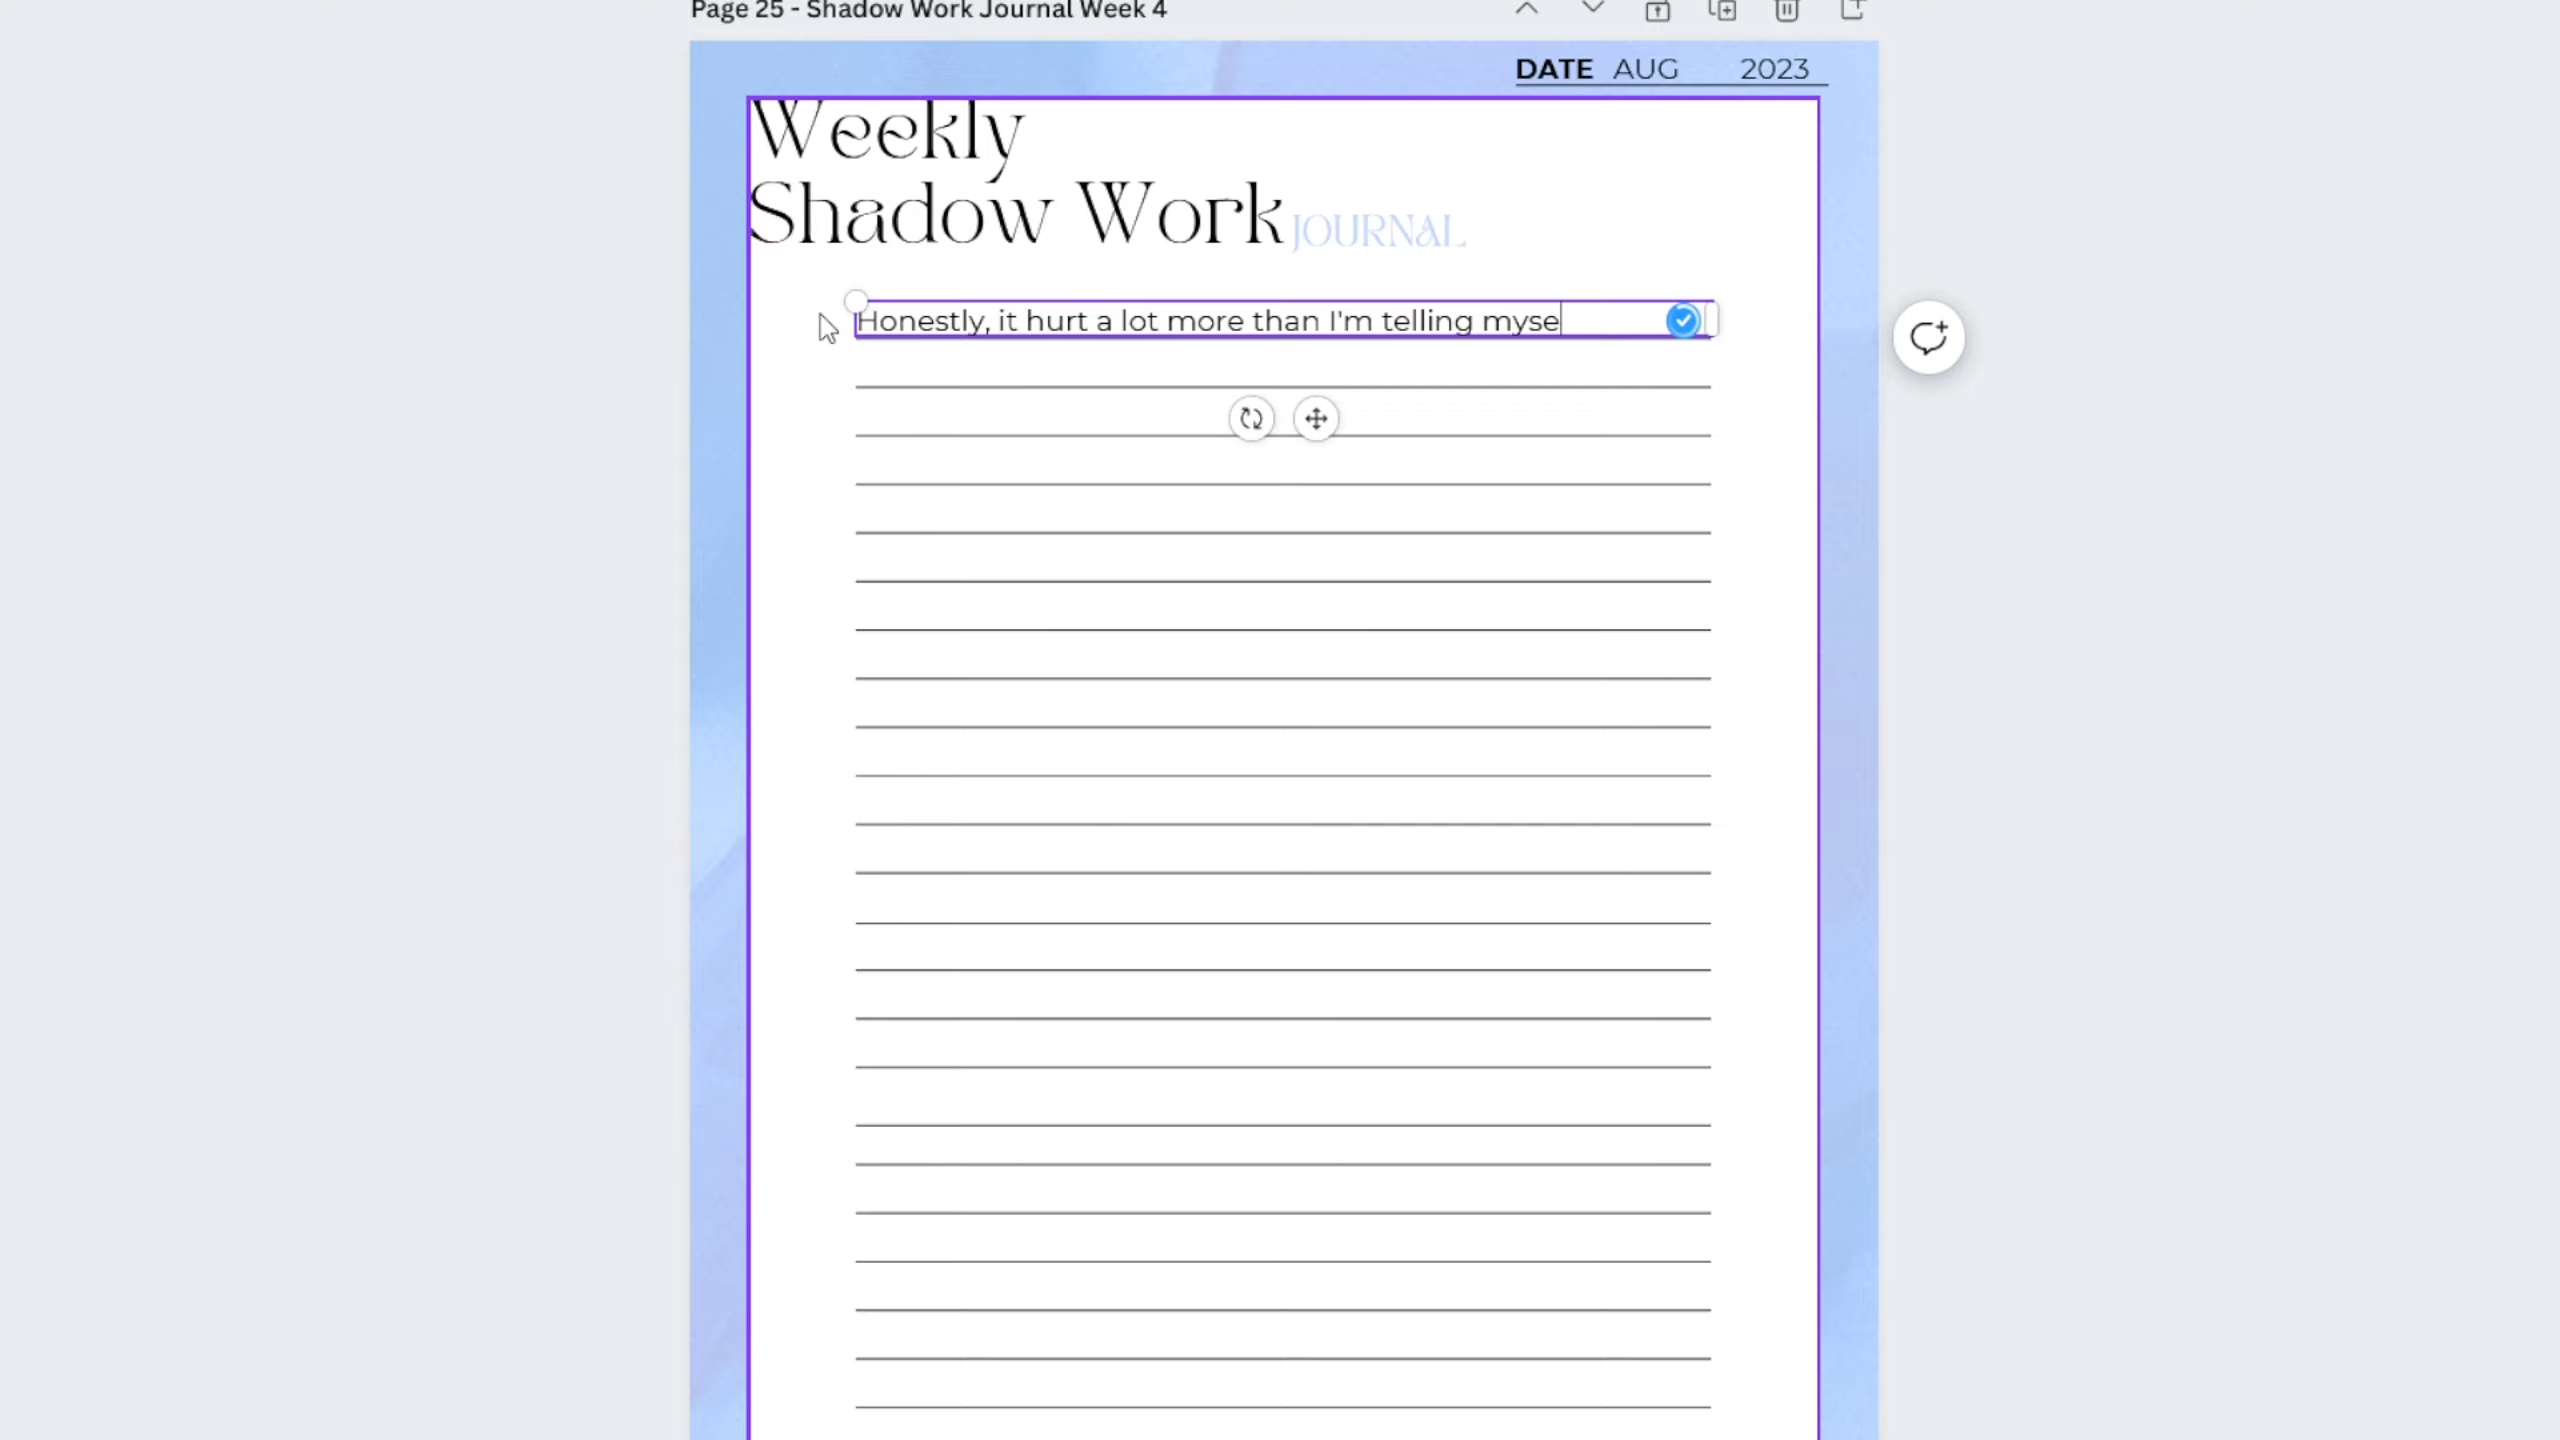 Page 25 - Shadow Work Journal Week 4
DATE AUG 2023
Weekly
Shadow Work JOURNAL
Honestly, it hurt a lot more than I'm telling myse